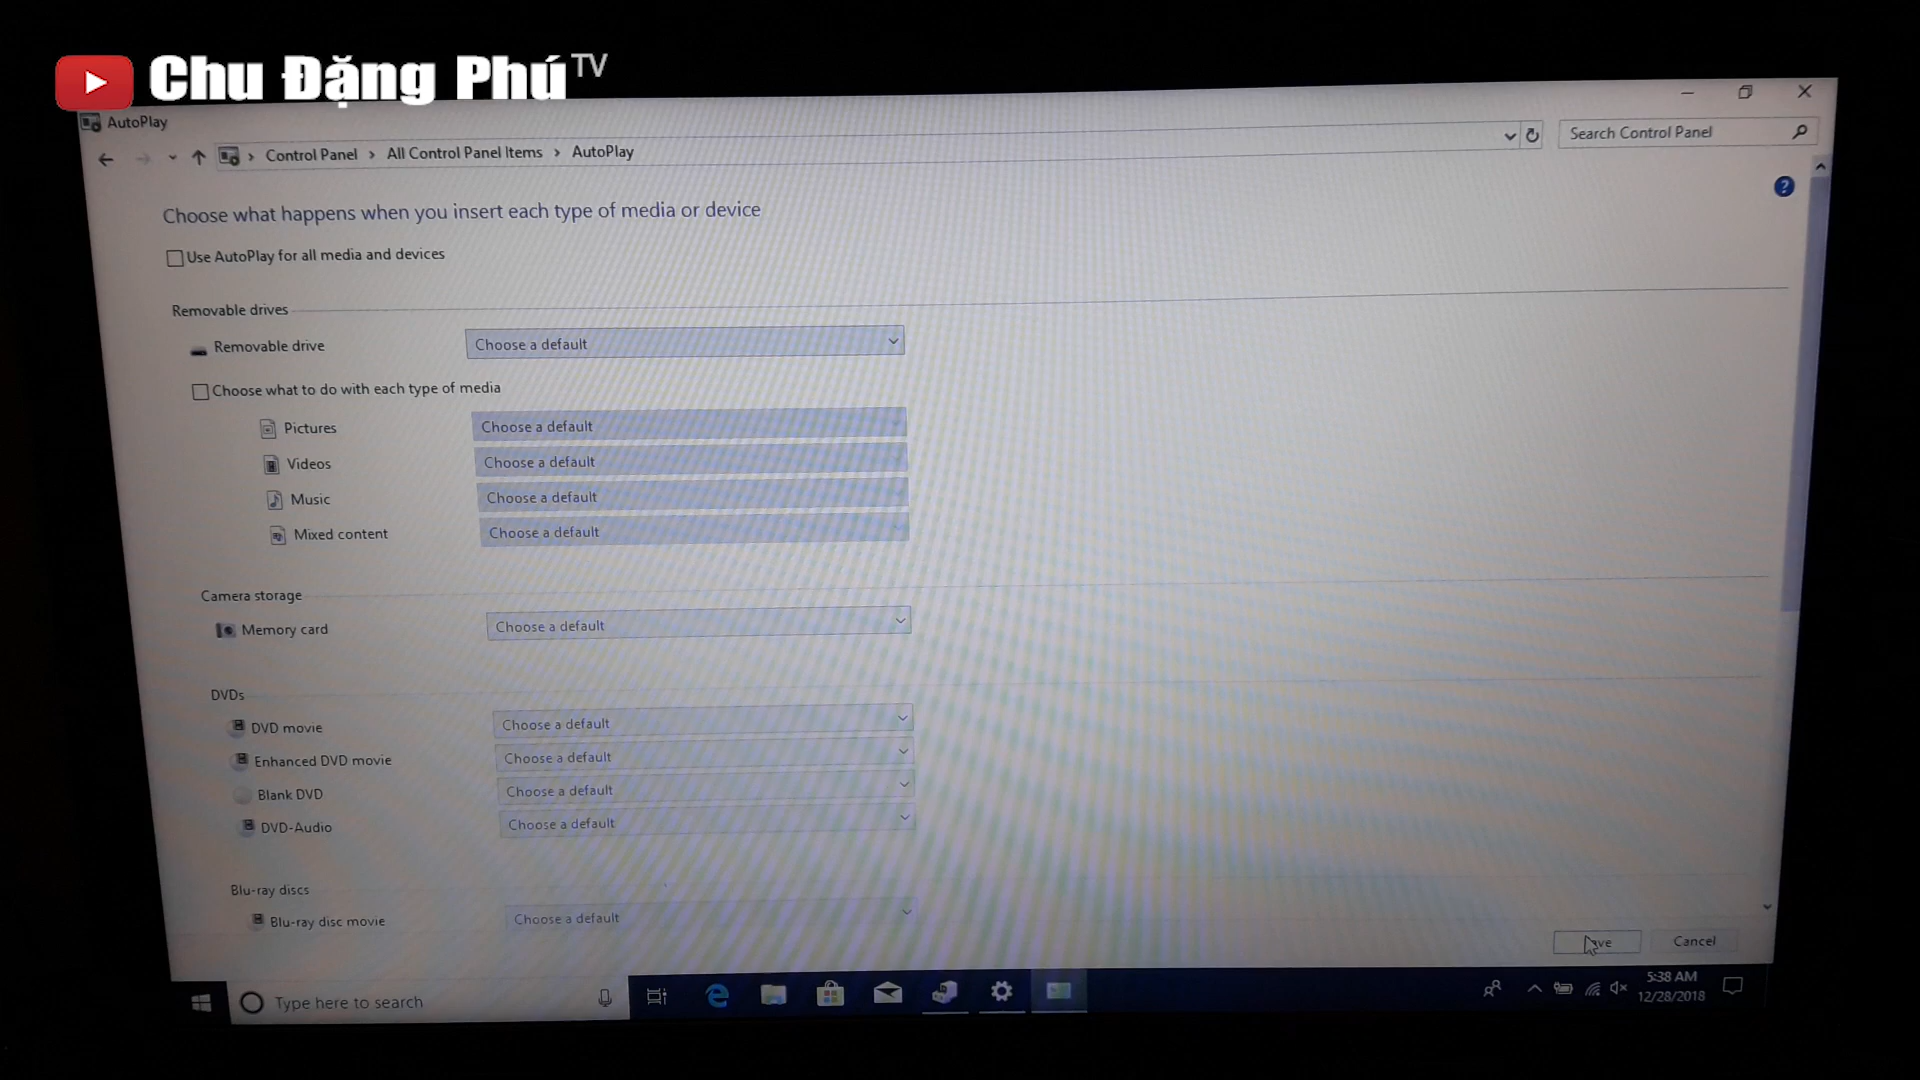 Chu Đặng Phú TV
AutoPlay
Control Panel > All Control Panel Items > AutoPlay
Search Control Panel
?
Choose what happens when you insert each type of media or device
Use AutoPlay for all media and devices
Removable drives
Removable drive Choose a default
Choose what to do with each type of media
Pictures Choose a default
Videos Choose a default
Music Choose a default
Mixed content Choose a default
Camera storage
Memory card Choose a default
DVDs
DVD movie Choose a default
Enhanced DVD movie Choose a default
Blank DVD Choose a default
DVD-Audio Choose a default
Blu-ray discs
Blu-ray disc movie Choose a default
Cancel
Type here to search
5:38 AM
12/28/2018